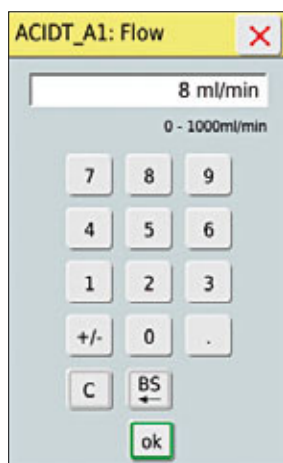 ACIDT_A1: Flow
8 ml/min
0 - 1000ml/min
7 8 9
4 5 6
1 2 3
+/- 0 .
C BS
ok